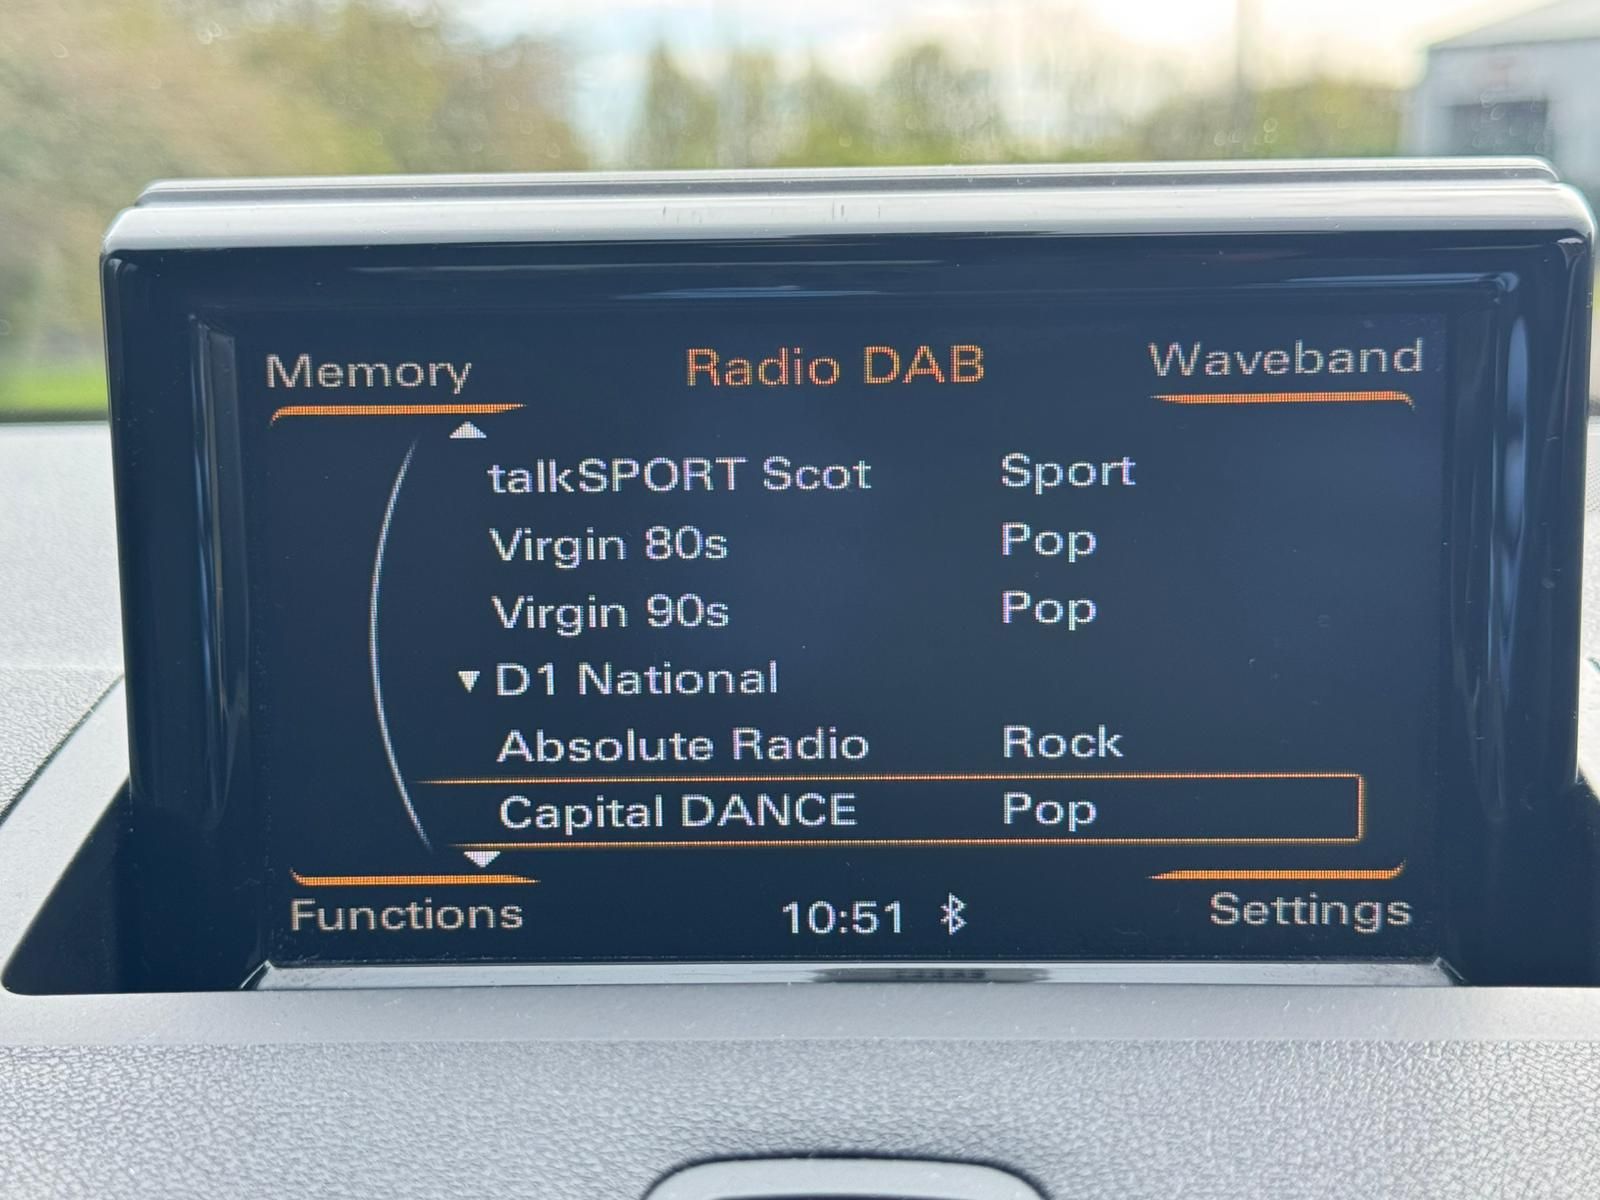 Memory Radio DAB Waveband
talkSPORT Scot Sport
Virgin 80s Pop
Virgin 90s Pop
D1 National
Absolute Radio Rock
Capital DANCE Pop
Functions 10:51 Settings